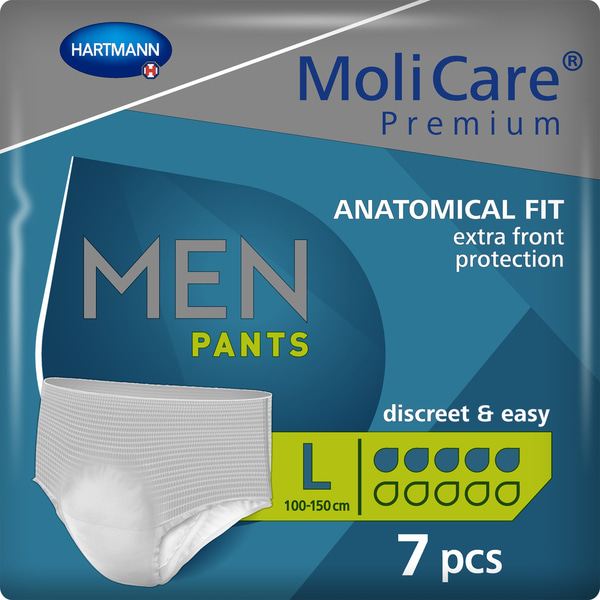 HARTMANN
MoliCare®
Premium
ANATOMICAL FIT
extra front
protection
MEN
PANTS
discreet & easy
L
100-150 cm
7 pcs